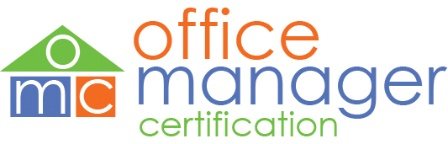 o
mc
office
manager
certification